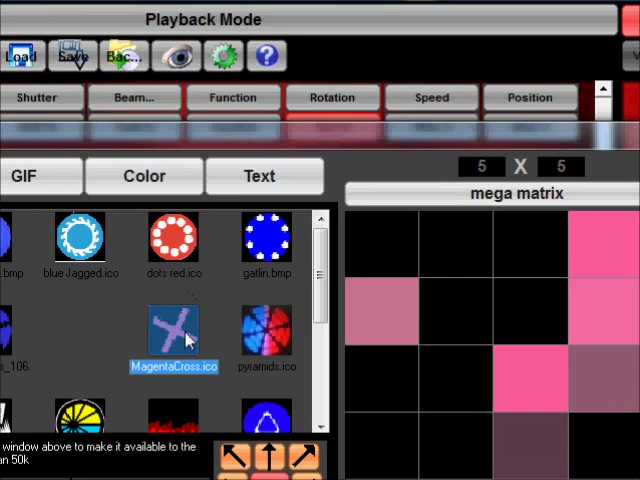 Playback Mode
Load Save Bac...
Shutter Beam... Function Rotation Speed Position
5 X 5
GIF Color Text
mega matrix
.bmp blue Jagged.ico dots red.ico gatlin.bmp
s_106. MagentaCross.ico pyramids.ico
window above to make it available to the
an 50k